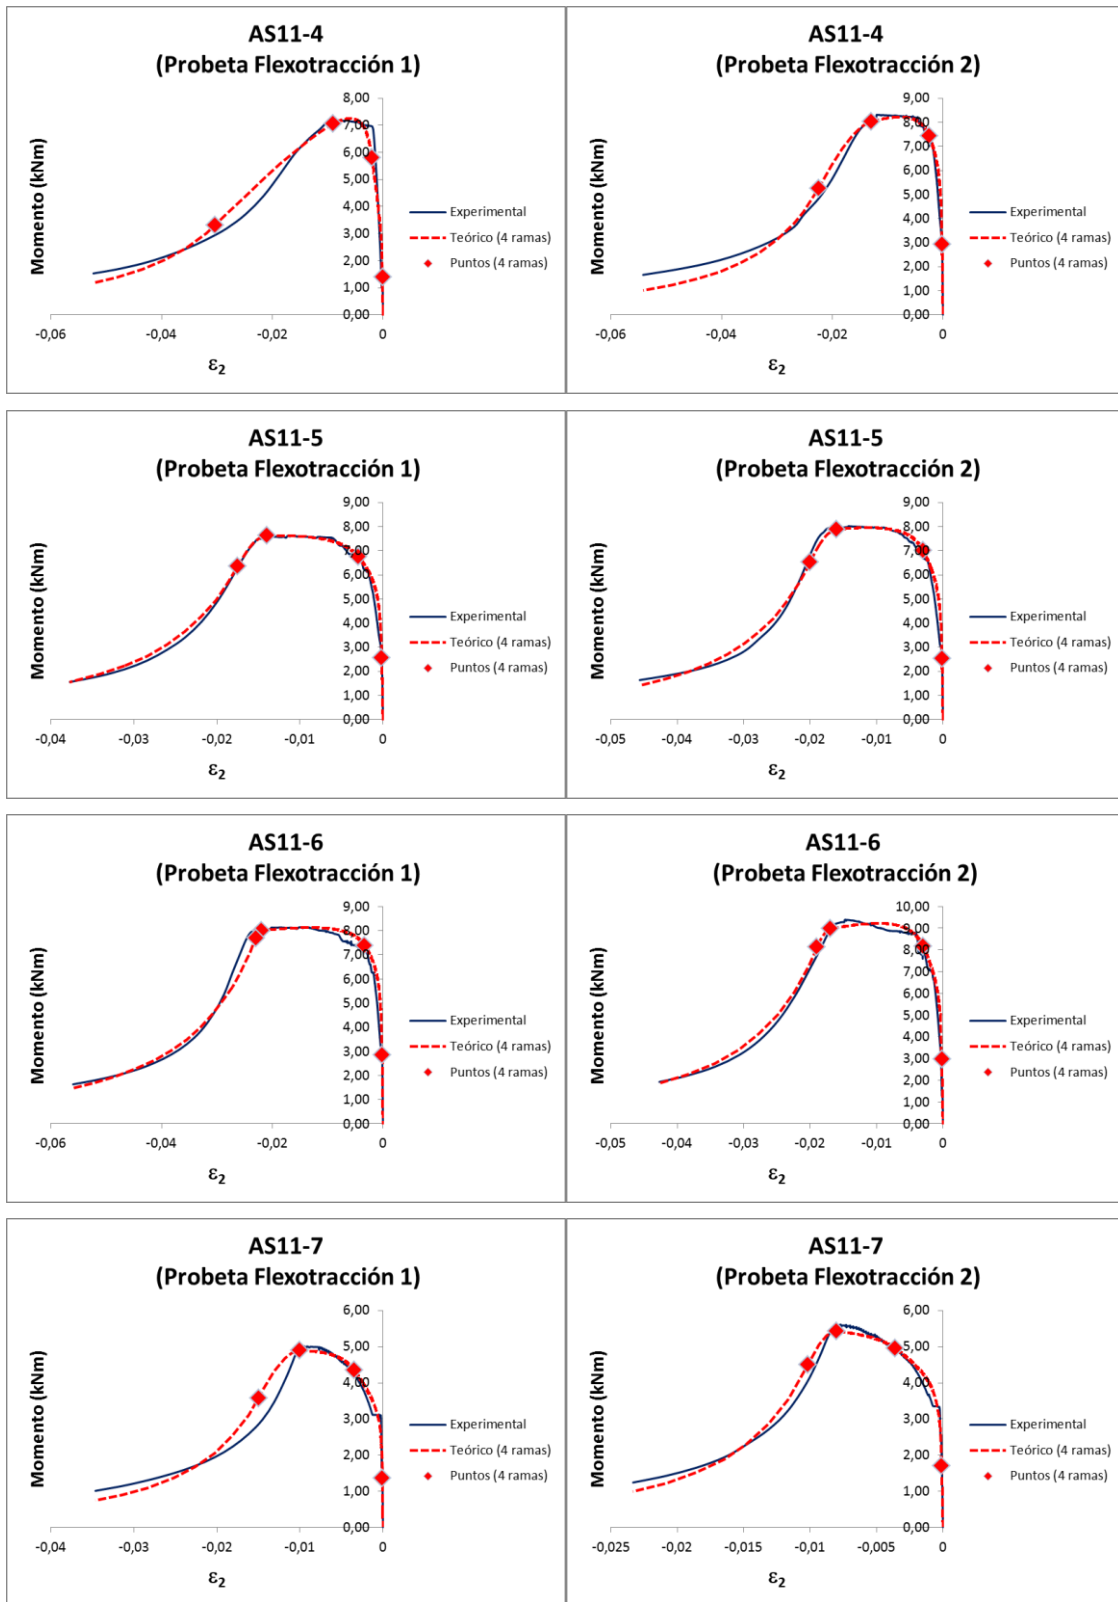 AS11-4
(Probeta Flexotracción 1)
Momento (kNm)
8,00
7,00
6,00
5,00
4,00
3,00
2,00
1,00
0,00
-0,06
-0,04
-0,02
0
ε2
Experimental
Teórico (4 ramas)
Puntos (4 ramas)
AS11-4
(Probeta Flexotracción 2)
Momento (kNm)
9,00
8,00
7,00
6,00
5,00
4,00
3,00
2,00
1,00
0,00
-0,06
-0,04
-0,02
0
ε2
Experimental
Teórico (4 ramas)
Puntos (4 ramas)
AS11-5
(Probeta Flexotracción 1)
Momento (kNm)
9,00
8,00
7,00
6,00
5,00
4,00
3,00
2,00
1,00
0,00
-0,04
-0,03
-0,02
-0,01
0
ε2
Experimental
Teórico (4 ramas)
Puntos (4 ramas)
AS11-5
(Probeta Flexotracción 2)
Momento (kNm)
9,00
8,00
7,00
6,00
5,00
4,00
3,00
2,00
1,00
0,00
-0,05
-0,04
-0,03
-0,02
-0,01
0
ε2
Experimental
Teórico (4 ramas)
Puntos (4 ramas)
AS11-6
(Probeta Flexotracción 1)
Momento (kNm)
9,00
8,00
7,00
6,00
5,00
4,00
3,00
2,00
1,00
0,00
-0,06
-0,04
-0,02
0
ε2
Experimental
Teórico (4 ramas)
Puntos (4 ramas)
AS11-6
(Probeta Flexotracción 2)
Momento (kNm)
10,00
9,00
8,00
7,00
6,00
5,00
4,00
3,00
2,00
1,00
0,00
-0,05
-0,04
-0,03
-0,02
-0,01
0
ε2
Experimental
Teórico (4 ramas)
Puntos (4 ramas)
AS11-7
(Probeta Flexotracción 1)
Momento (kNm)
6,00
5,00
4,00
3,00
2,00
1,00
0,00
-0,04
-0,03
-0,02
-0,01
0
ε2
Experimental
Teórico (4 ramas)
Puntos (4 ramas)
AS11-7
(Probeta Flexotracción 2)
Momento (kNm)
6,00
5,00
4,00
3,00
2,00
1,00
0,00
-0,025
-0,02
-0,015
-0,01
-0,005
0
ε2
Experimental
Teórico (4 ramas)
Puntos (4 ramas)